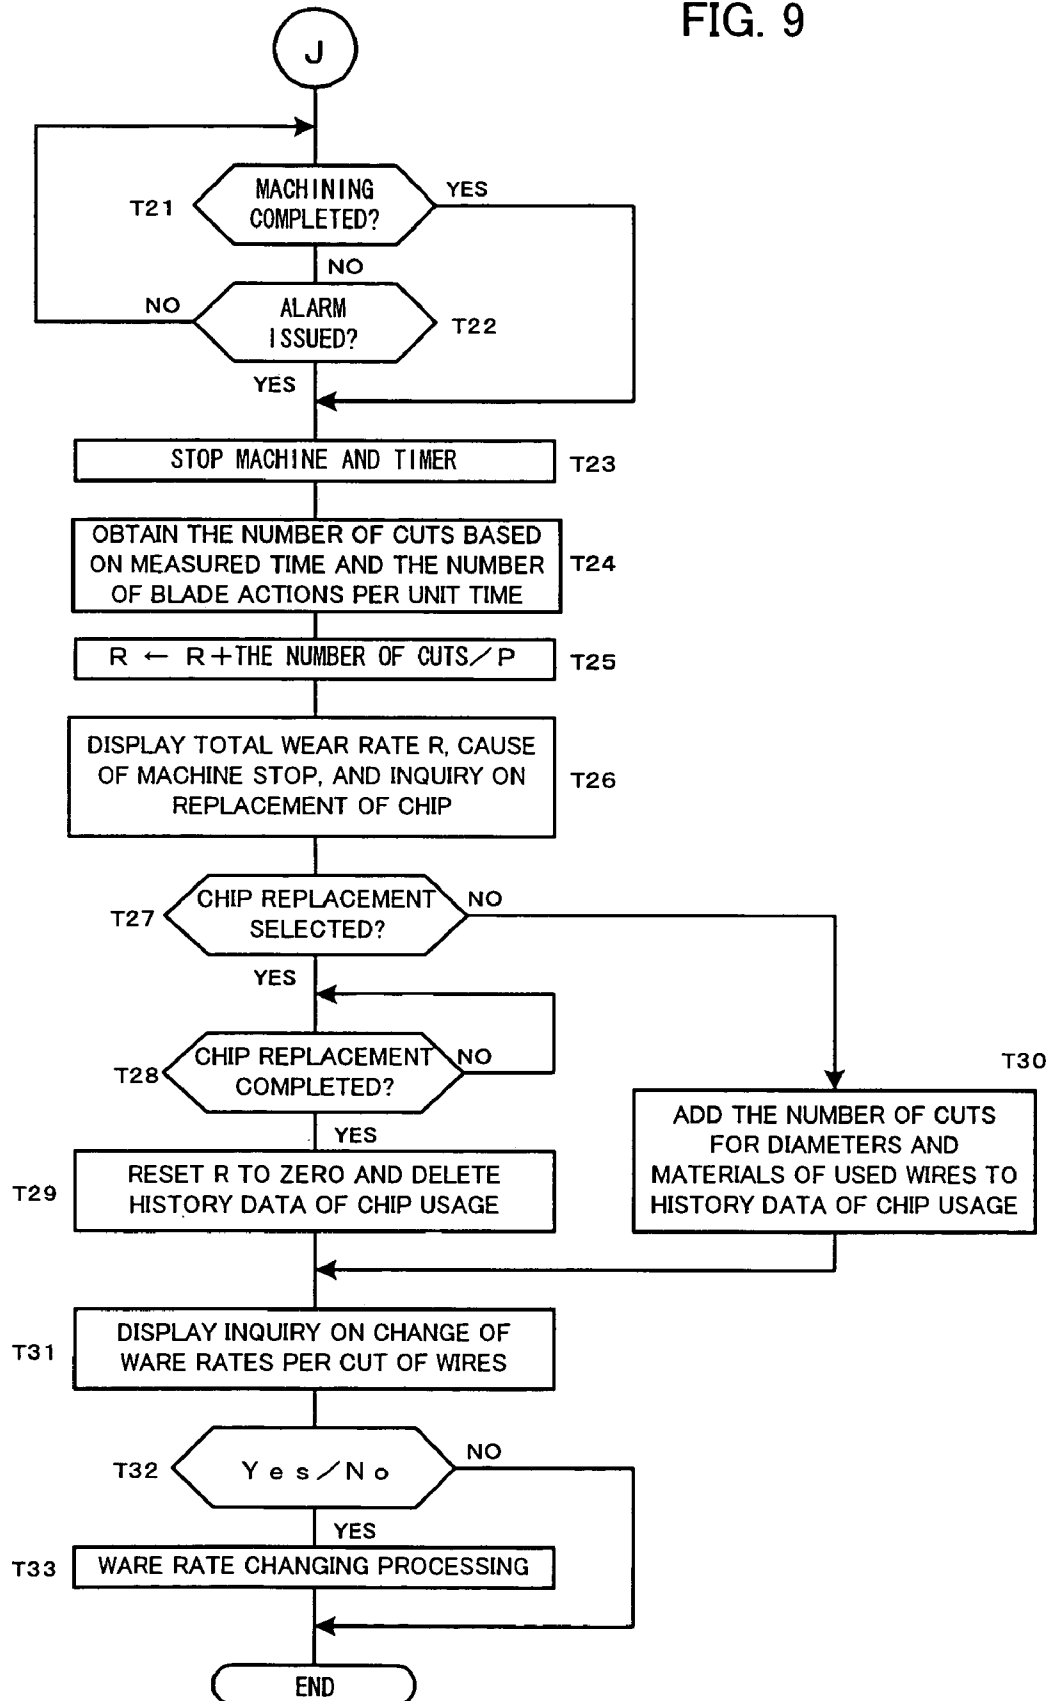 FIG. 9
J
T21
MACHINING
COMPLETED?
YES
NO
NO
ALARM
ISSUED?
T22
YES
STOP MACHINE AND TIMER
T23
OBTAIN THE NUMBER OF CUTS BASED
ON MEASURED TIME AND THE NUMBER
OF BLADE ACTIONS PER UNIT TIME
T24
R ← R+THE NUMBER OF CUTS/P
T25
DISPLAY TOTAL WEAR RATE R, CAUSE
OF MACHINE STOP, AND INQUIRY ON
REPLACEMENT OF CHIP
T26
T27
CHIP REPLACEMENT
SELECTED?
NO
YES
T28
CHIP REPLACEMENT
COMPLETED?
NO
YES
T30
ADD THE NUMBER OF CUTS
FOR DIAMETERS AND
MATERIALS OF USED WIRES TO
HISTORY DATA OF CHIP USAGE
T29
RESET R TO ZERO AND DELETE
HISTORY DATA OF CHIP USAGE
T31
DISPLAY INQUIRY ON CHANGE OF
WARE RATES PER CUT OF WIRES
T32
Yes/No
NO
YES
T33
WARE RATE CHANGING PROCESSING
END